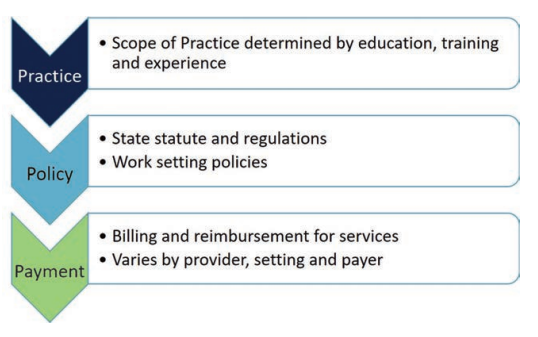 Practice
• Scope of Practice determined by education, training
and experience
Policy
• State statute and regulations
• Work setting policies
Payment
• Billing and reimbursement for services
• Varies by provider, setting and payer